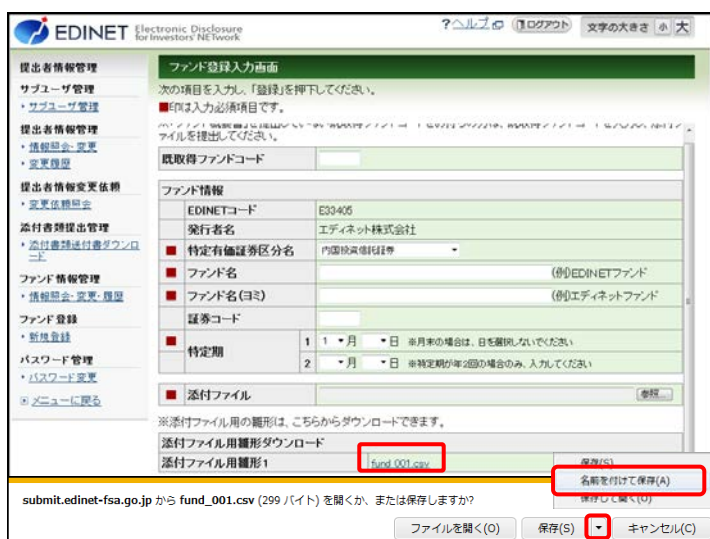 EDINET Electronic Disclosure for Investors' NETwork
?ヘルプ ログアウト 文字の大きさ 小 大
提出者情報管理
サブユーザ管理
・サブユーザ管理
提出者情報管理
・情報照会・変更
・変更履歴
提出者情報変更依頼
・変更依頼照会
添付書類提出管理
・添付書類送付書ダウンロード
ファンド情報管理
・情報照会・変更・履歴
ファンド登録
・新規登録
パスワード管理
・パスワード変更
メニューに戻る
ファンド登録入力画面
次の項目を入力し、「登録」を押下してください。
■印は入力必須項目です。
ァイルを提出してください。
既取得ファンドコード
ファンド情報
EDINETコード E33405
発行者名 エディネット株式会社
■ 特定有価証券区分名 内国投資信託証券
■ ファンド名 (例)EDINETファンド
■ ファンド名(ヨミ) (例)エディネットファンド
証券コード
■ 特定期 1 1 月 日 ※月末の場合は、日を選択しないでください
2 月 日 ※特定期が年2回の場合のみ、入力してください
■ 添付ファイル 参照...
※添付ファイル用の雛形は、こちらからダウンロードできます。
添付ファイル用雛形ダウンロード
添付ファイル用雛形1 fund_001.csv
保存(S)
名前を付けて保存(A)
保存して開く(O)
submit.edinet-fsa.go.jp から fund_001.csv (299 バイト) を開くか、または保存しますか?
ファイルを開く(O) 保存(S) ▼ キャンセル(C)